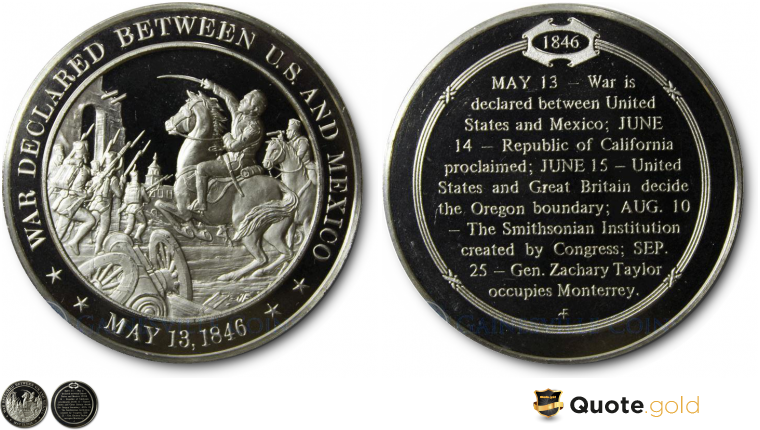 WAR DECLARED BETWEEN U.S. AND MEXICO
MAY 13, 1846
1846
MAY 13 — War is
declared between United
States and Mexico; JUNE
14 — Republic of California
proclaimed; JUNE 15 — United
States and Great Britain decide
the Oregon boundary; AUG. 10
— The Smithsonian Institution
created by Congress; SEP.
25 — Gen. Zachary Taylor
occupies Monterrey.
Quote.gold